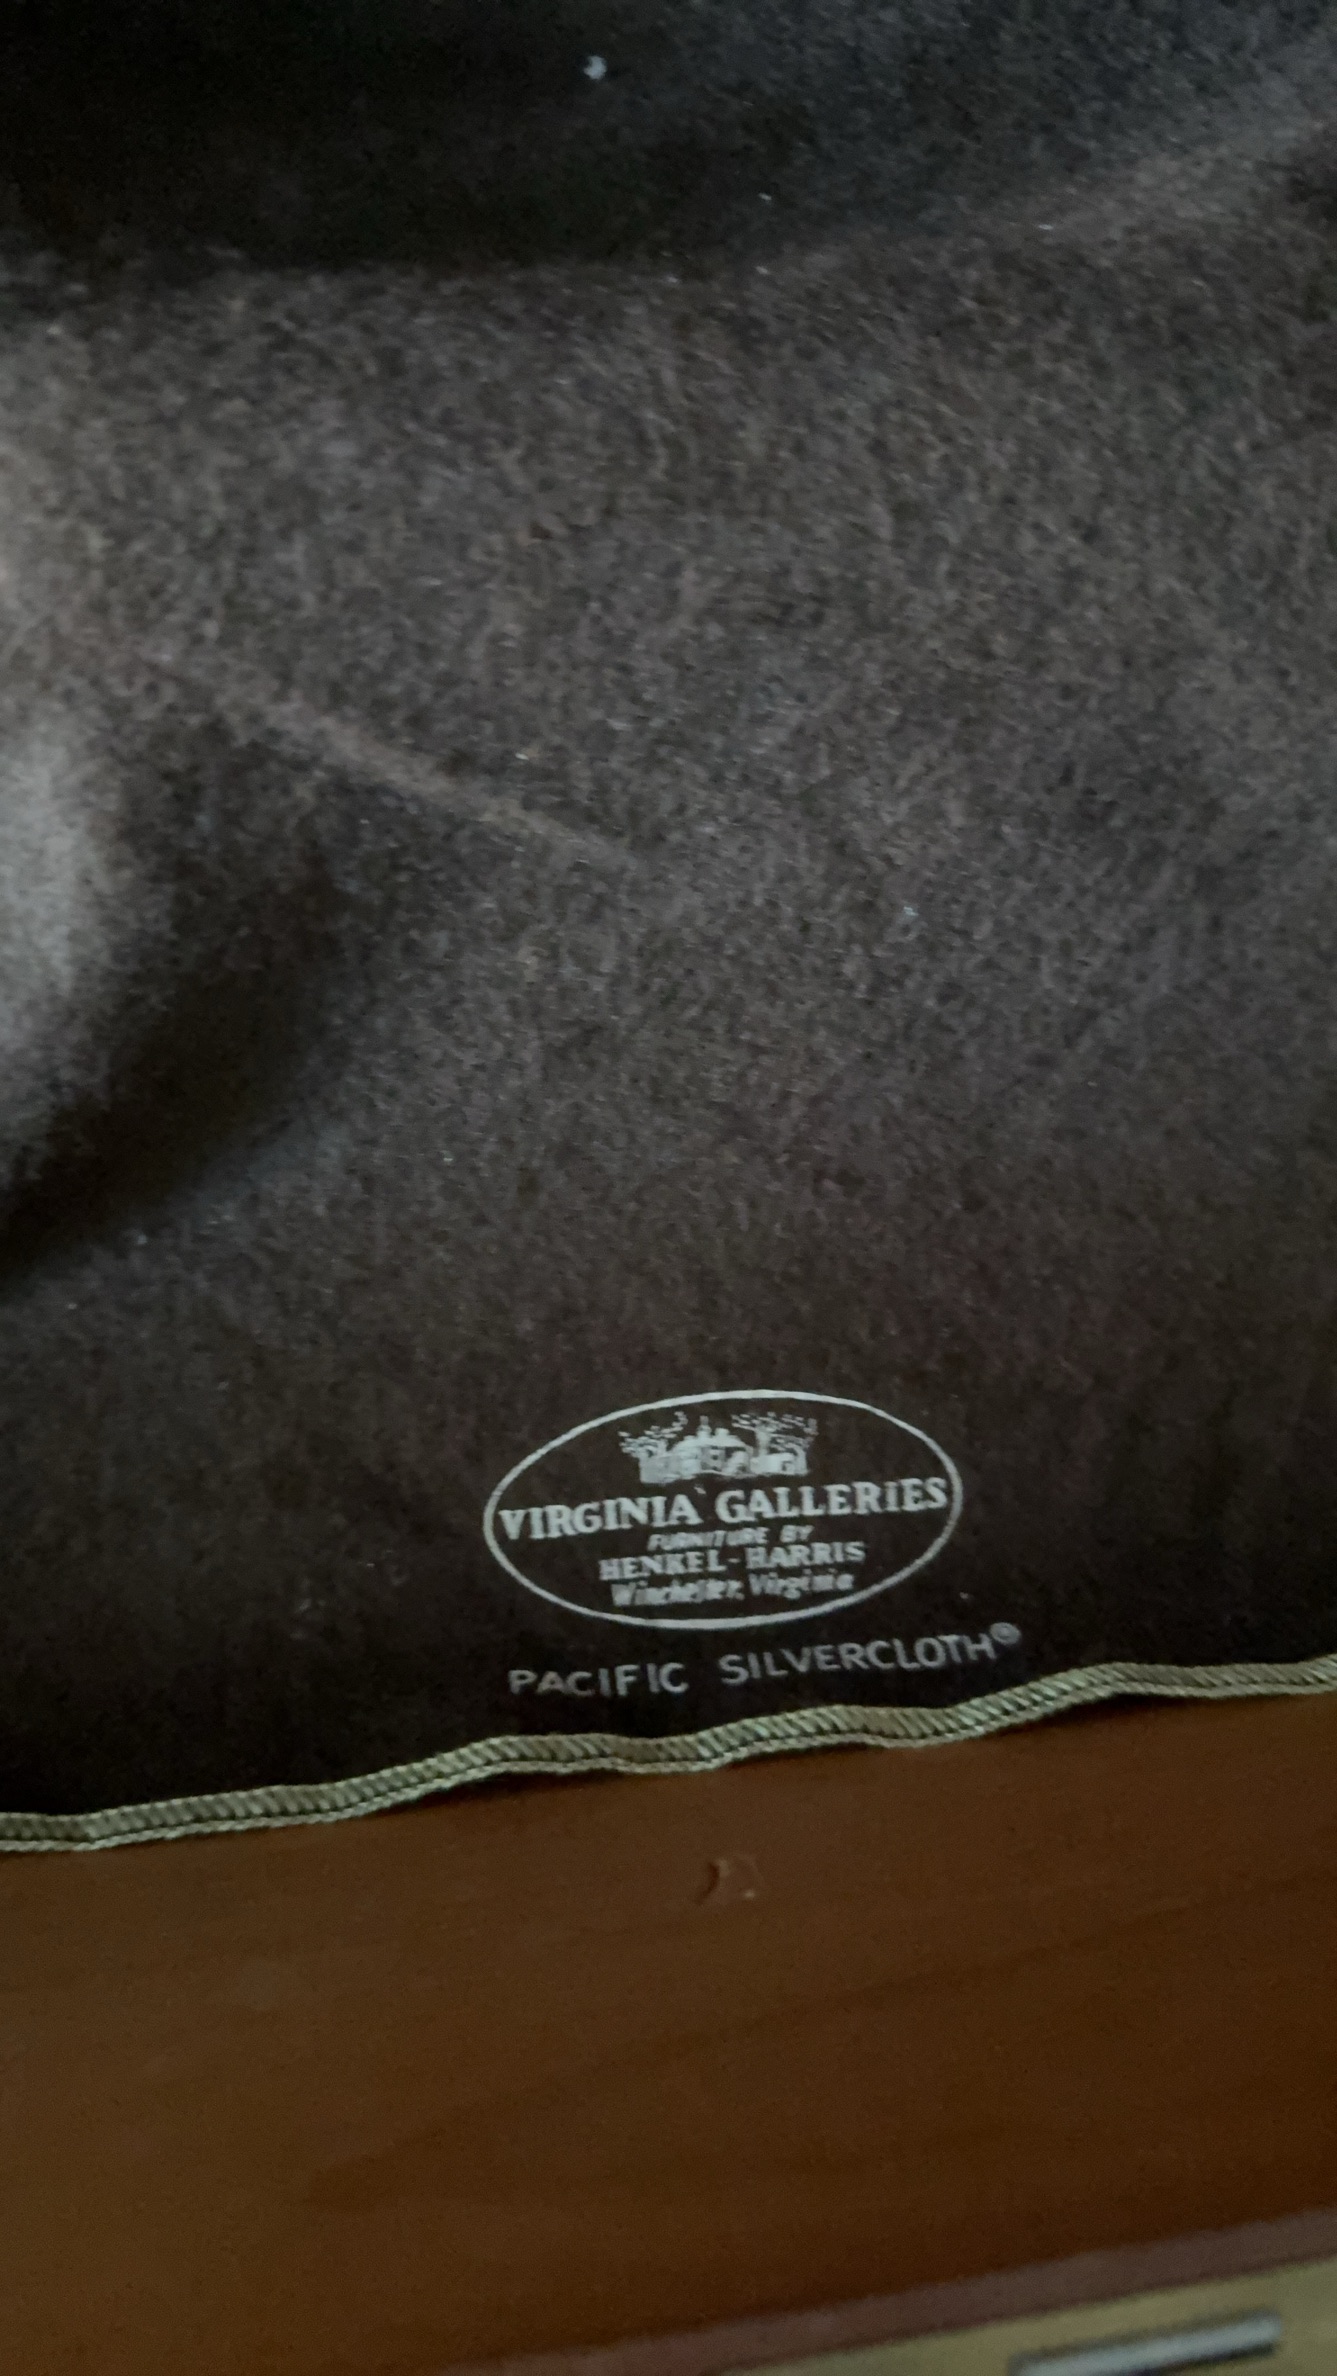 VIRGINIA GALLERIES
FURNITURE BY
HENKEL-HARRIS
Winchester, Virginia
PACIFIC SILVERCLOTH®